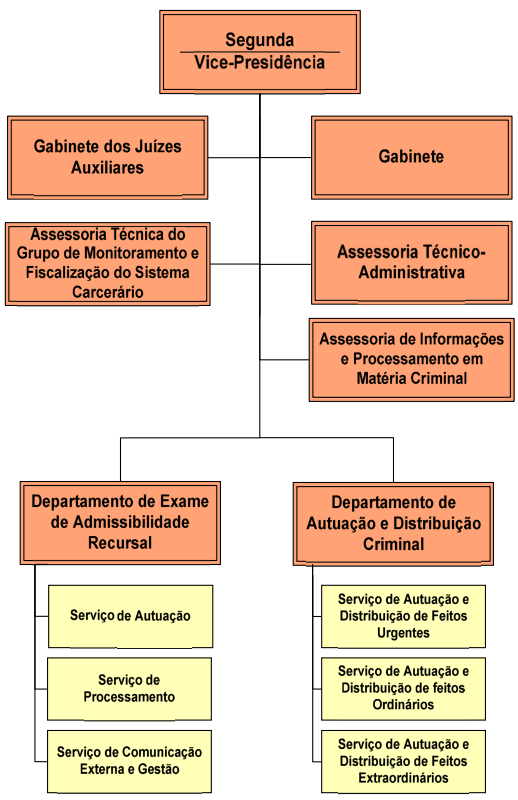 Segunda
Vice-Presidência
Gabinete dos Juízes
Auxiliares
Gabinete
Assessoria Técnica do
Grupo de Monitoramento e
Fiscalização do Sistema
Carcerário
Assessoria Técnico-
Administrativa
Assessoria de Informações
e Processamento em
Matéria Criminal
Departamento de Exame
de Admissibilidade
Recursal
Departamento de
Autuação e Distribuição
Criminal
Serviço de Autuação
Serviço de Autuação e
Distribuição de Feitos
Urgentes
Serviço de
Processamento
Serviço de Autuação e
Distribuição de feitos
Ordinários
Serviço de Comunicação
Externa e Gestão
Serviço de Autuação e
Distribuição de Feitos
Extraordinários